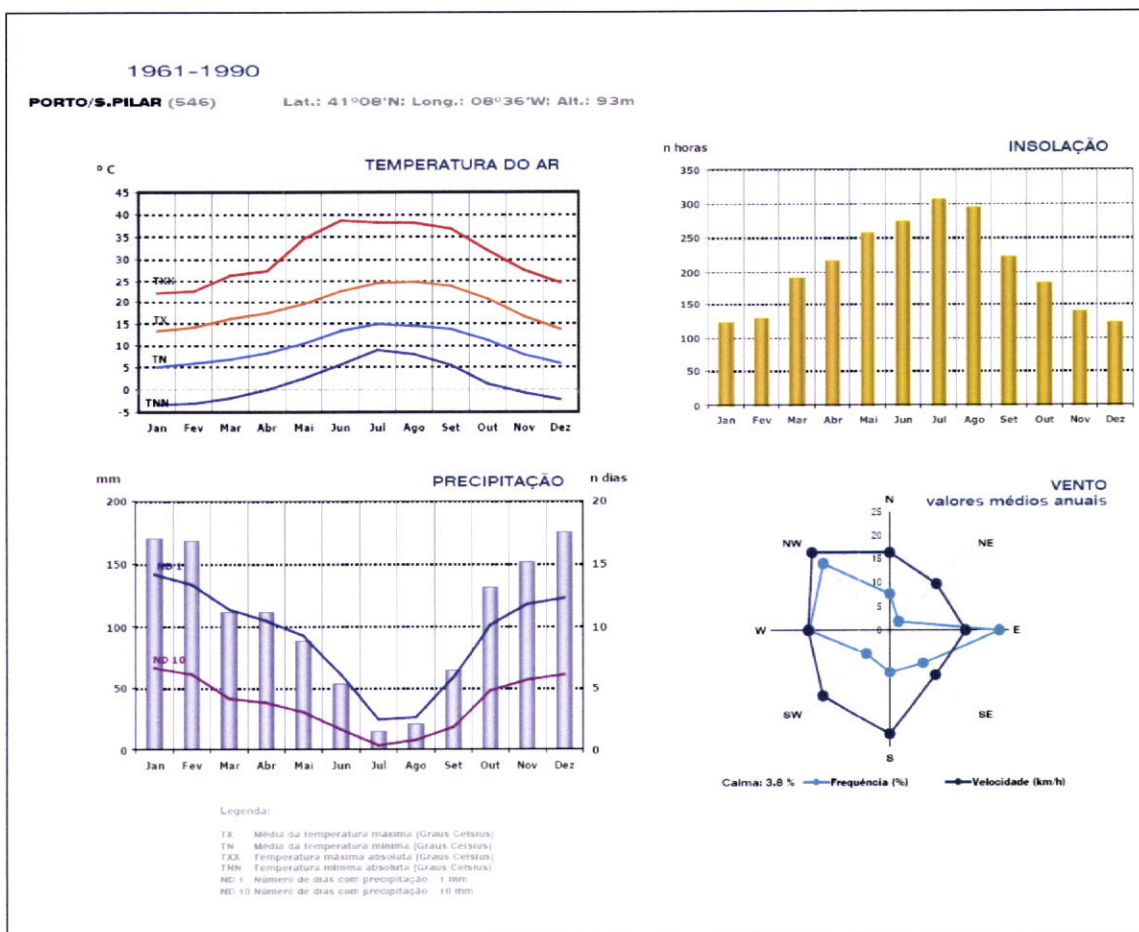 1961-1990
PORTO/S.PILAR (546) Lat.: 41º08'N; Long.: 08º36'W; Alt.: 93m
º C
TEMPERATURA DO AR
45
40
35
30
25
20
15
10
5
0
-5
TXX
TX
TN
TNN
Jan Fev Mar Abr Mai Jun Jul Ago Set Out Nov Dez
n horas
INSOLAÇÃO
350
300
250
200
150
100
50
0
Jan Fev Mar Abr Mai Jun Jul Ago Set Out Nov Dez
mm
PRECIPITAÇÃO
n dias
200
150
100
50
0
20
15
10
5
0
ND 1
ND 10
Jan Fev Mar Abr Mai Jun Jul Ago Set Out Nov Dez
VENTO
valores médios anuais
N
25
20
15
10
5
0
NW
NE
W
E
SW
SE
S
Calma: 3.8 % Frequência (%) Velocidade (km/h)
Legenda:
TX Média da temperatura máxima (Graus Celsius)
TN Média da temperatura mínima (Graus Celsius)
TXX Temperatura máxima absoluta (Graus Celsius)
TNN Temperatura mínima absoluta (Graus Celsius)
ND 1 Número de dias com precipitação 1 mm
ND 10 Número de dias com precipitação 10 mm